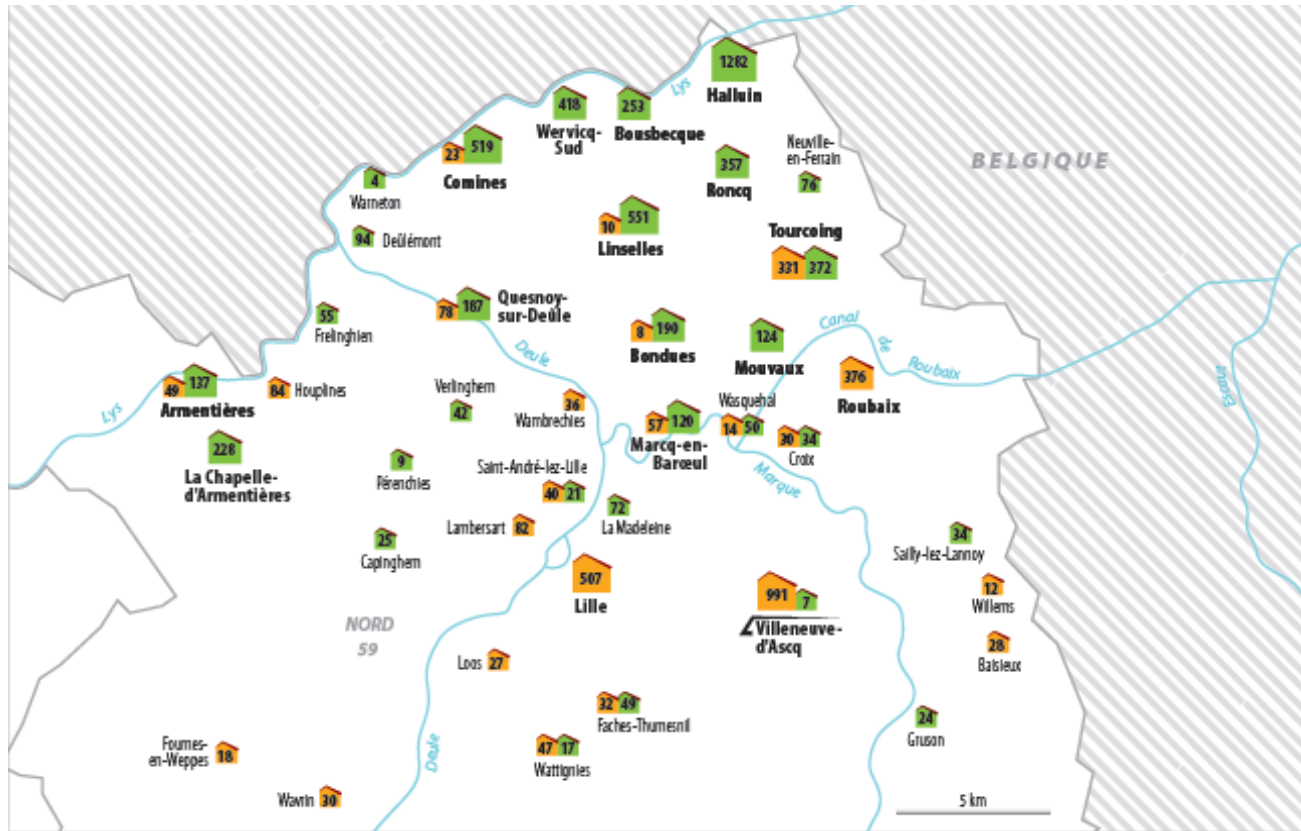 1282
Halluin
Lys
418
Wervicq-
Sud
253
Bousbecque
23
519
Comines
357
Roncq
Neuville-
en-Ferrain
76
BELGIQUE
4
Warneton
94
Deûlémont
10
551
Linselles
Tourcoing
331
372
55
Frelinghien
78
187
Quesnoy-
sur-Deûle
Deule
8
190
Bondues
124
Mouvaux
Canal
de
Roubaix
376
Roubaix
Escaut
Lys
49
137
Armentières
84
Houplines
Verlinghem
42
36
Wambrechies
57
120
Marcq-en-
Barœul
Wasquehal
14
50
30
34
Croix
Marque
228
La Chapelle-
d'Armentières
9
Pérenchies
Saint-André-lez-Lille
40
21
72
La Madeleine
Lambersart
82
25
Capinghem
34
Sailly-lez-Lannoy
507
Lille
991
7
Villeneuve-
d'Ascq
12
Willems
28
Baisieux
NORD
59
Loos
27
32
49
Faches-Thumesnil
24
Gruson
47
17
Wattignies
Deule
Fournes-
en-Weppes
18
Wavrin
30
5 km